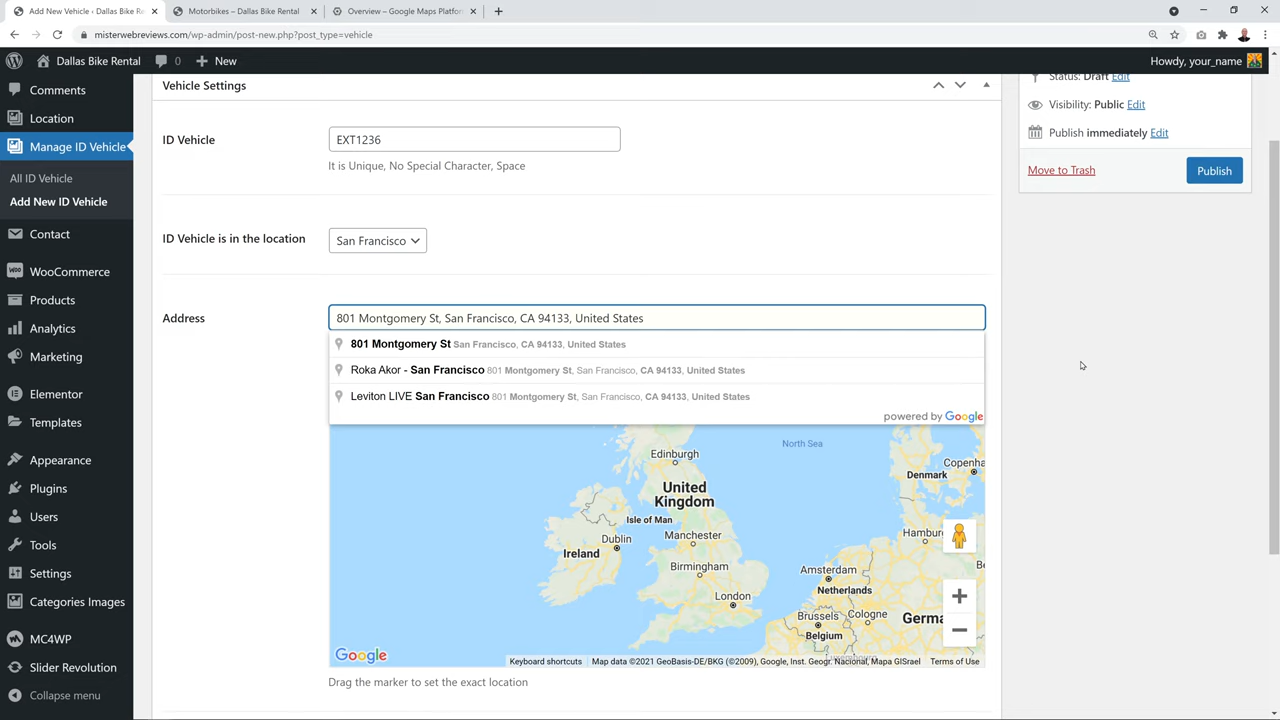 Add New Vehicle ‹ Dallas Bike Re
Motorbikes – Dallas Bike Rental
Overview – Google Maps Platfo
misterwebreviews.com/wp-admin/post-new.php?post_type=vehicle
Dallas Bike Rental
0
New
Howdy, your_name
Comments
Location
Manage ID Vehicle
All ID Vehicle
Add New ID Vehicle
Contact
WooCommerce
Products
Analytics
Marketing
Elementor
Templates
Appearance
Plugins
Users
Tools
Settings
Categories Images
MC4WP
Slider Revolution
Collapse menu
Vehicle Settings
ID Vehicle
EXT1236
It is Unique, No Special Character, Space
ID Vehicle is in the location
San Francisco
Address
801 Montgomery St, San Francisco, CA 94133, United States
801 Montgomery St San Francisco, CA 94133, United States
Roka Akor - San Francisco 801 Montgomery St, San Francisco, CA 94133, United States
Leviton LIVE San Francisco 801 Montgomery St, San Francisco, CA 94133, United States
powered by Google
North Sea
Edinburgh
Denmark
Copenha
United
Kingdom
Isle of Man
Ireland
Dublin
Manchester
Hamburg
Birmingham
Amsterdam
Netherlands
London
Brussels
Cologne
Belgium
Germa
Google
Keyboard shortcuts
Map data ©2021 GeoBasis-DE/BKG (©2009), Google, Inst. Geogr. Nacional, Mapa GISrael
Terms of Use
Drag the marker to set the exact location
Status: Draft Edit
Visibility: Public Edit
Publish immediately Edit
Move to Trash
Publish